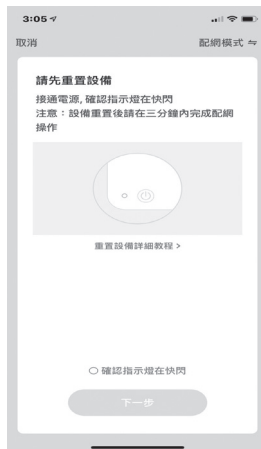 3:05
取消
配網模式 ⇋
請先重置設備
接通電源, 確認指示燈在快閃
注意：設備重置後請在三分鐘內完成配網
操作
重置設備詳細教程 >
確認指示燈在快閃
下一步